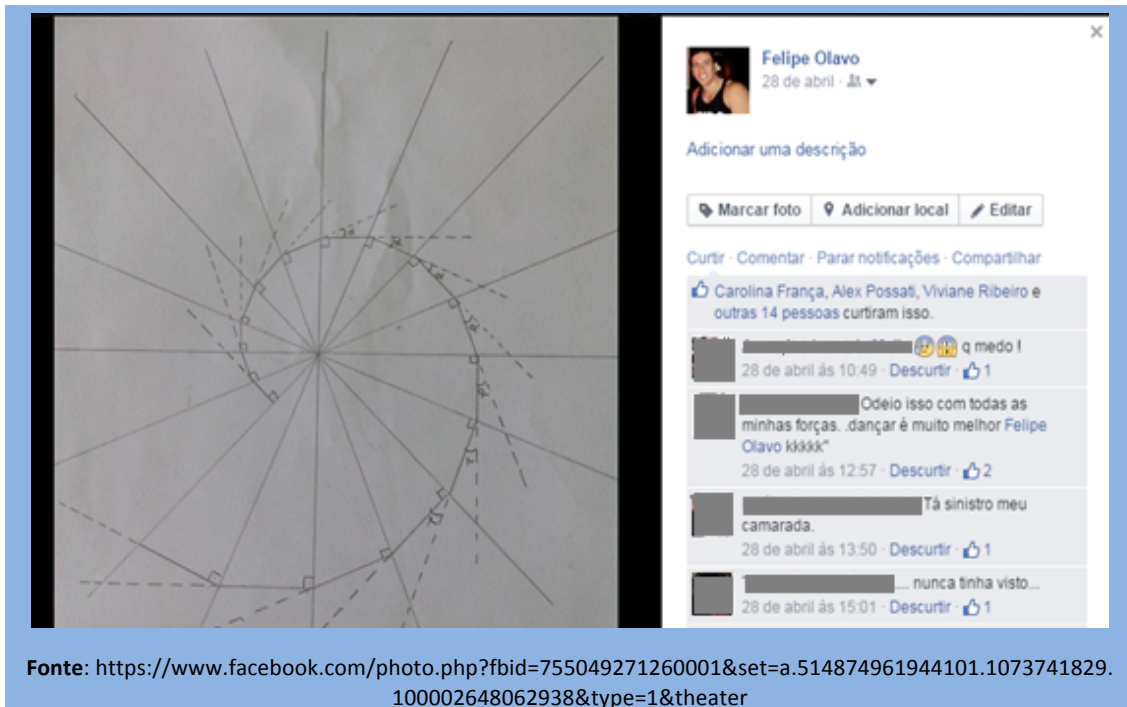 Felipe Olavo
28 de abril
Adicionar uma descrição
Marcar foto
Adicionar local
Editar
Curtir · Comentar · Parar notificações · Compartilhar
Carolina França, Alex Possati, Viviane Ribeiro e
outras 14 pessoas curtiram isso.
q medo !
28 de abril às 10:49 · Descurtir · 1
Odeio isso com todas as
minhas forças. .dançar é muito melhor Felipe
Olavo kkkkk"
28 de abril às 12:57 · Descurtir · 2
Tá sinistro meu
camarada.
28 de abril às 13:50 · Descurtir · 1
.... nunca tinha visto...
28 de abril às 15:01 · Descurtir · 1
Fonte: https://www.facebook.com/photo.php?fbid=755049271260001&set=a.514874961944101.1073741829.
100002648062938&type=1&theater